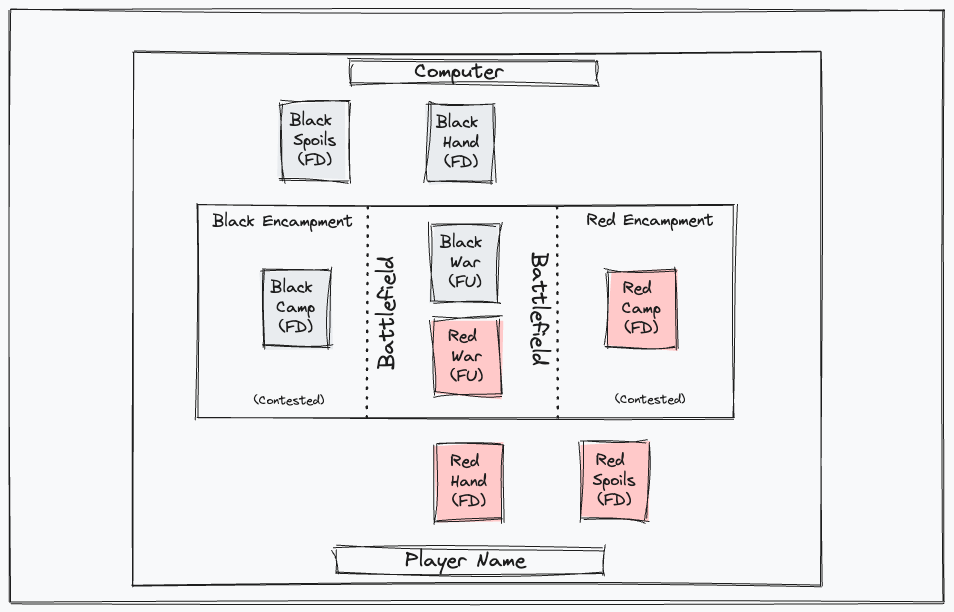 Computer
Black
Spoils
(FD)
Black
Hand
(FD)
Black Encampment
Black
Camp
(FD)
(Contested)
Battlefield
Black
War
(FU)
Red
War
(FU)
Battlefield
Red Encampment
Red
Camp
(FD)
(Contested)
Red
Hand
(FD)
Red
Spoils
(FD)
Player Name